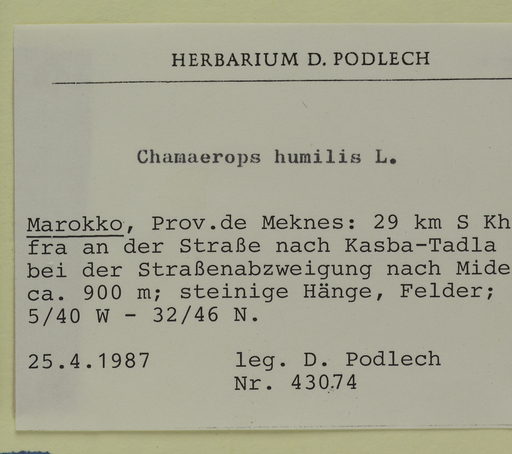 HERBARIUM D. PODLECH
Chamaerops humilis L.
Marokko, Prov.de Meknes: 29 km S Kh
fra an der Straße nach Kasba-Tadla
bei der Straßenabzweigung nach Mide
ca. 900 m; steinige Hänge, Felder;
5/40 W - 32/46 N.
25.4.1987 leg. D. Podlech
Nr. 43074